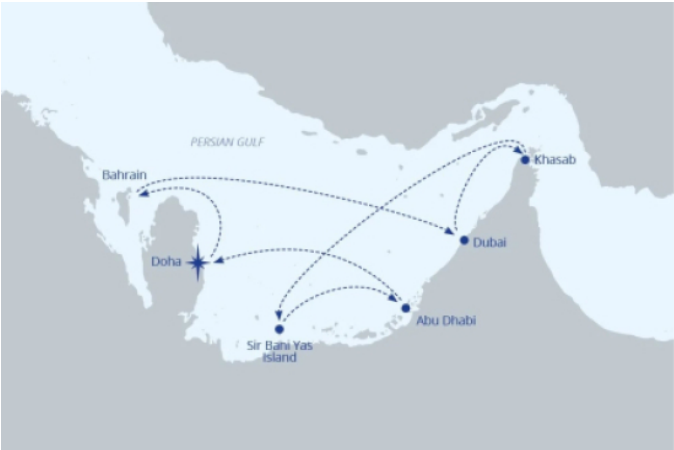 PERSIAN GULF
Khasab
Bahrain
Dubai
Doha
Abu Dhabi
Sir Bani Yas
Island